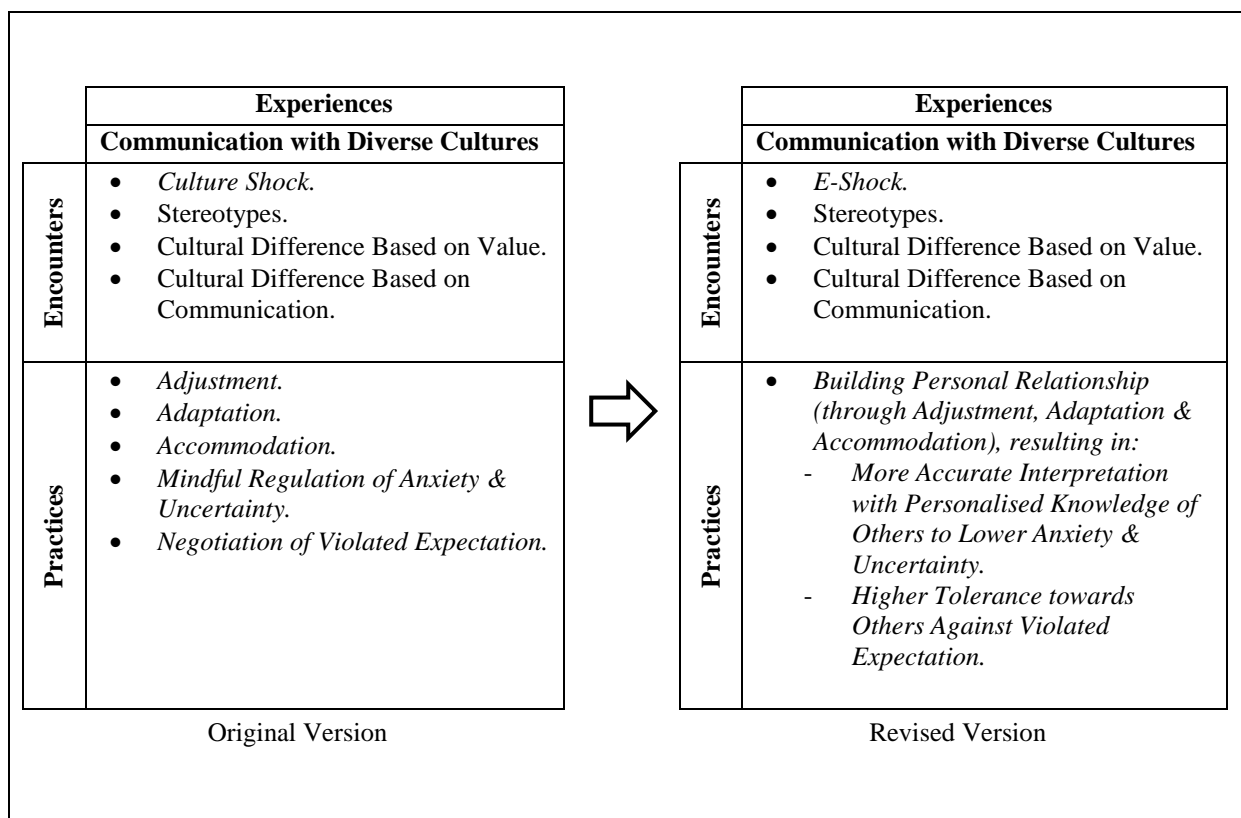 Experiences
Communication with Diverse Cultures
Encounters
• Culture Shock.
• Stereotypes.
• Cultural Difference Based on Value.
• Cultural Difference Based on
Communication.
Practices
• Adjustment.
• Adaptation.
• Accommodation.
• Mindful Regulation of Anxiety &
Uncertainty.
• Negotiation of Violated Expectation.
Original Version
Experiences
Communication with Diverse Cultures
Encounters
• E-Shock.
• Stereotypes.
• Cultural Difference Based on Value.
• Cultural Difference Based on
Communication.
Practices
• Building Personal Relationship
(through Adjustment, Adaptation &
Accommodation), resulting in:
- More Accurate Interpretation
with Personalised Knowledge of
Others to Lower Anxiety &
Uncertainty.
- Higher Tolerance towards
Others Against Violated
Expectation.
Revised Version